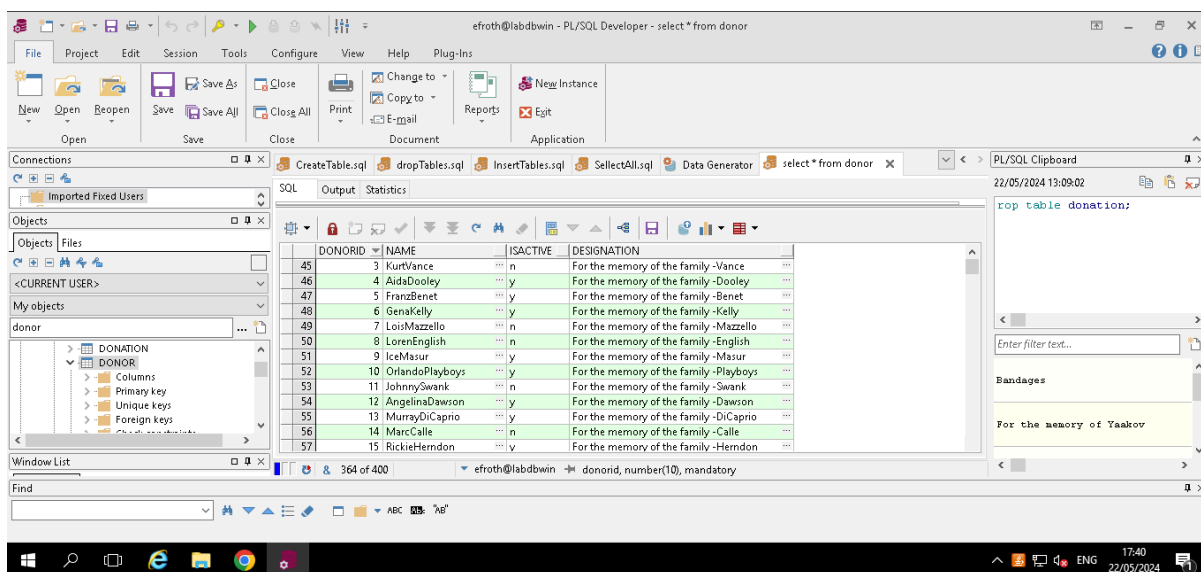 efroth@labdbwin - PL/SQL Developer - select * from donor
File Project Edit Session Tools Configure View Help Plug-Ins
New Open Reopen Save Save As Save All Close Close All Print Change to Copy to E-mail Reports New Instance Exit
Open Save Close Document Application
Connections
Imported Fixed Users
Objects
Objects Files
<CURRENT USER>
My objects
donor
DONATION
DONOR
Columns
Primary key
Unique keys
Foreign keys
Check constraints
Window List
CreateTable.sql dropTables.sql InsertTables.sql SellectAll.sql Data Generator select * from donor
SQL Output Statistics
DONORID NAME ISACTIVE DESIGNATION
45 3 KurtVance n For the memory of the family -Vance
46 4 AidaDooley y For the memory of the family -Dooley
47 5 FranzBenet y For the memory of the family -Benet
48 6 GenaKelly y For the memory of the family -Kelly
49 7 LoisMazzello n For the memory of the family -Mazzello
50 8 LorenEnglish n For the memory of the family -English
51 9 IceMasur y For the memory of the family -Masur
52 10 OrlandoPlayboys y For the memory of the family -Playboys
53 11 JohnnySwank n For the memory of the family -Swank
54 12 AngelinaDawson y For the memory of the family -Dawson
55 13 MurrayDiCaprio y For the memory of the family -DiCaprio
56 14 MarcCalle n For the memory of the family -Calle
57 15 RickieHerndon y For the memory of the family -Herndon
364 of 400 efroth@labdbwin donorid, number(10), mandatory
PL/SQL Clipboard
22/05/2024 13:09:02
rop table donation;
Enter filter text...
Bandages
For the memory of Yaakov
Find
ABC AB "AB"
ENG 17:40
22/05/2024